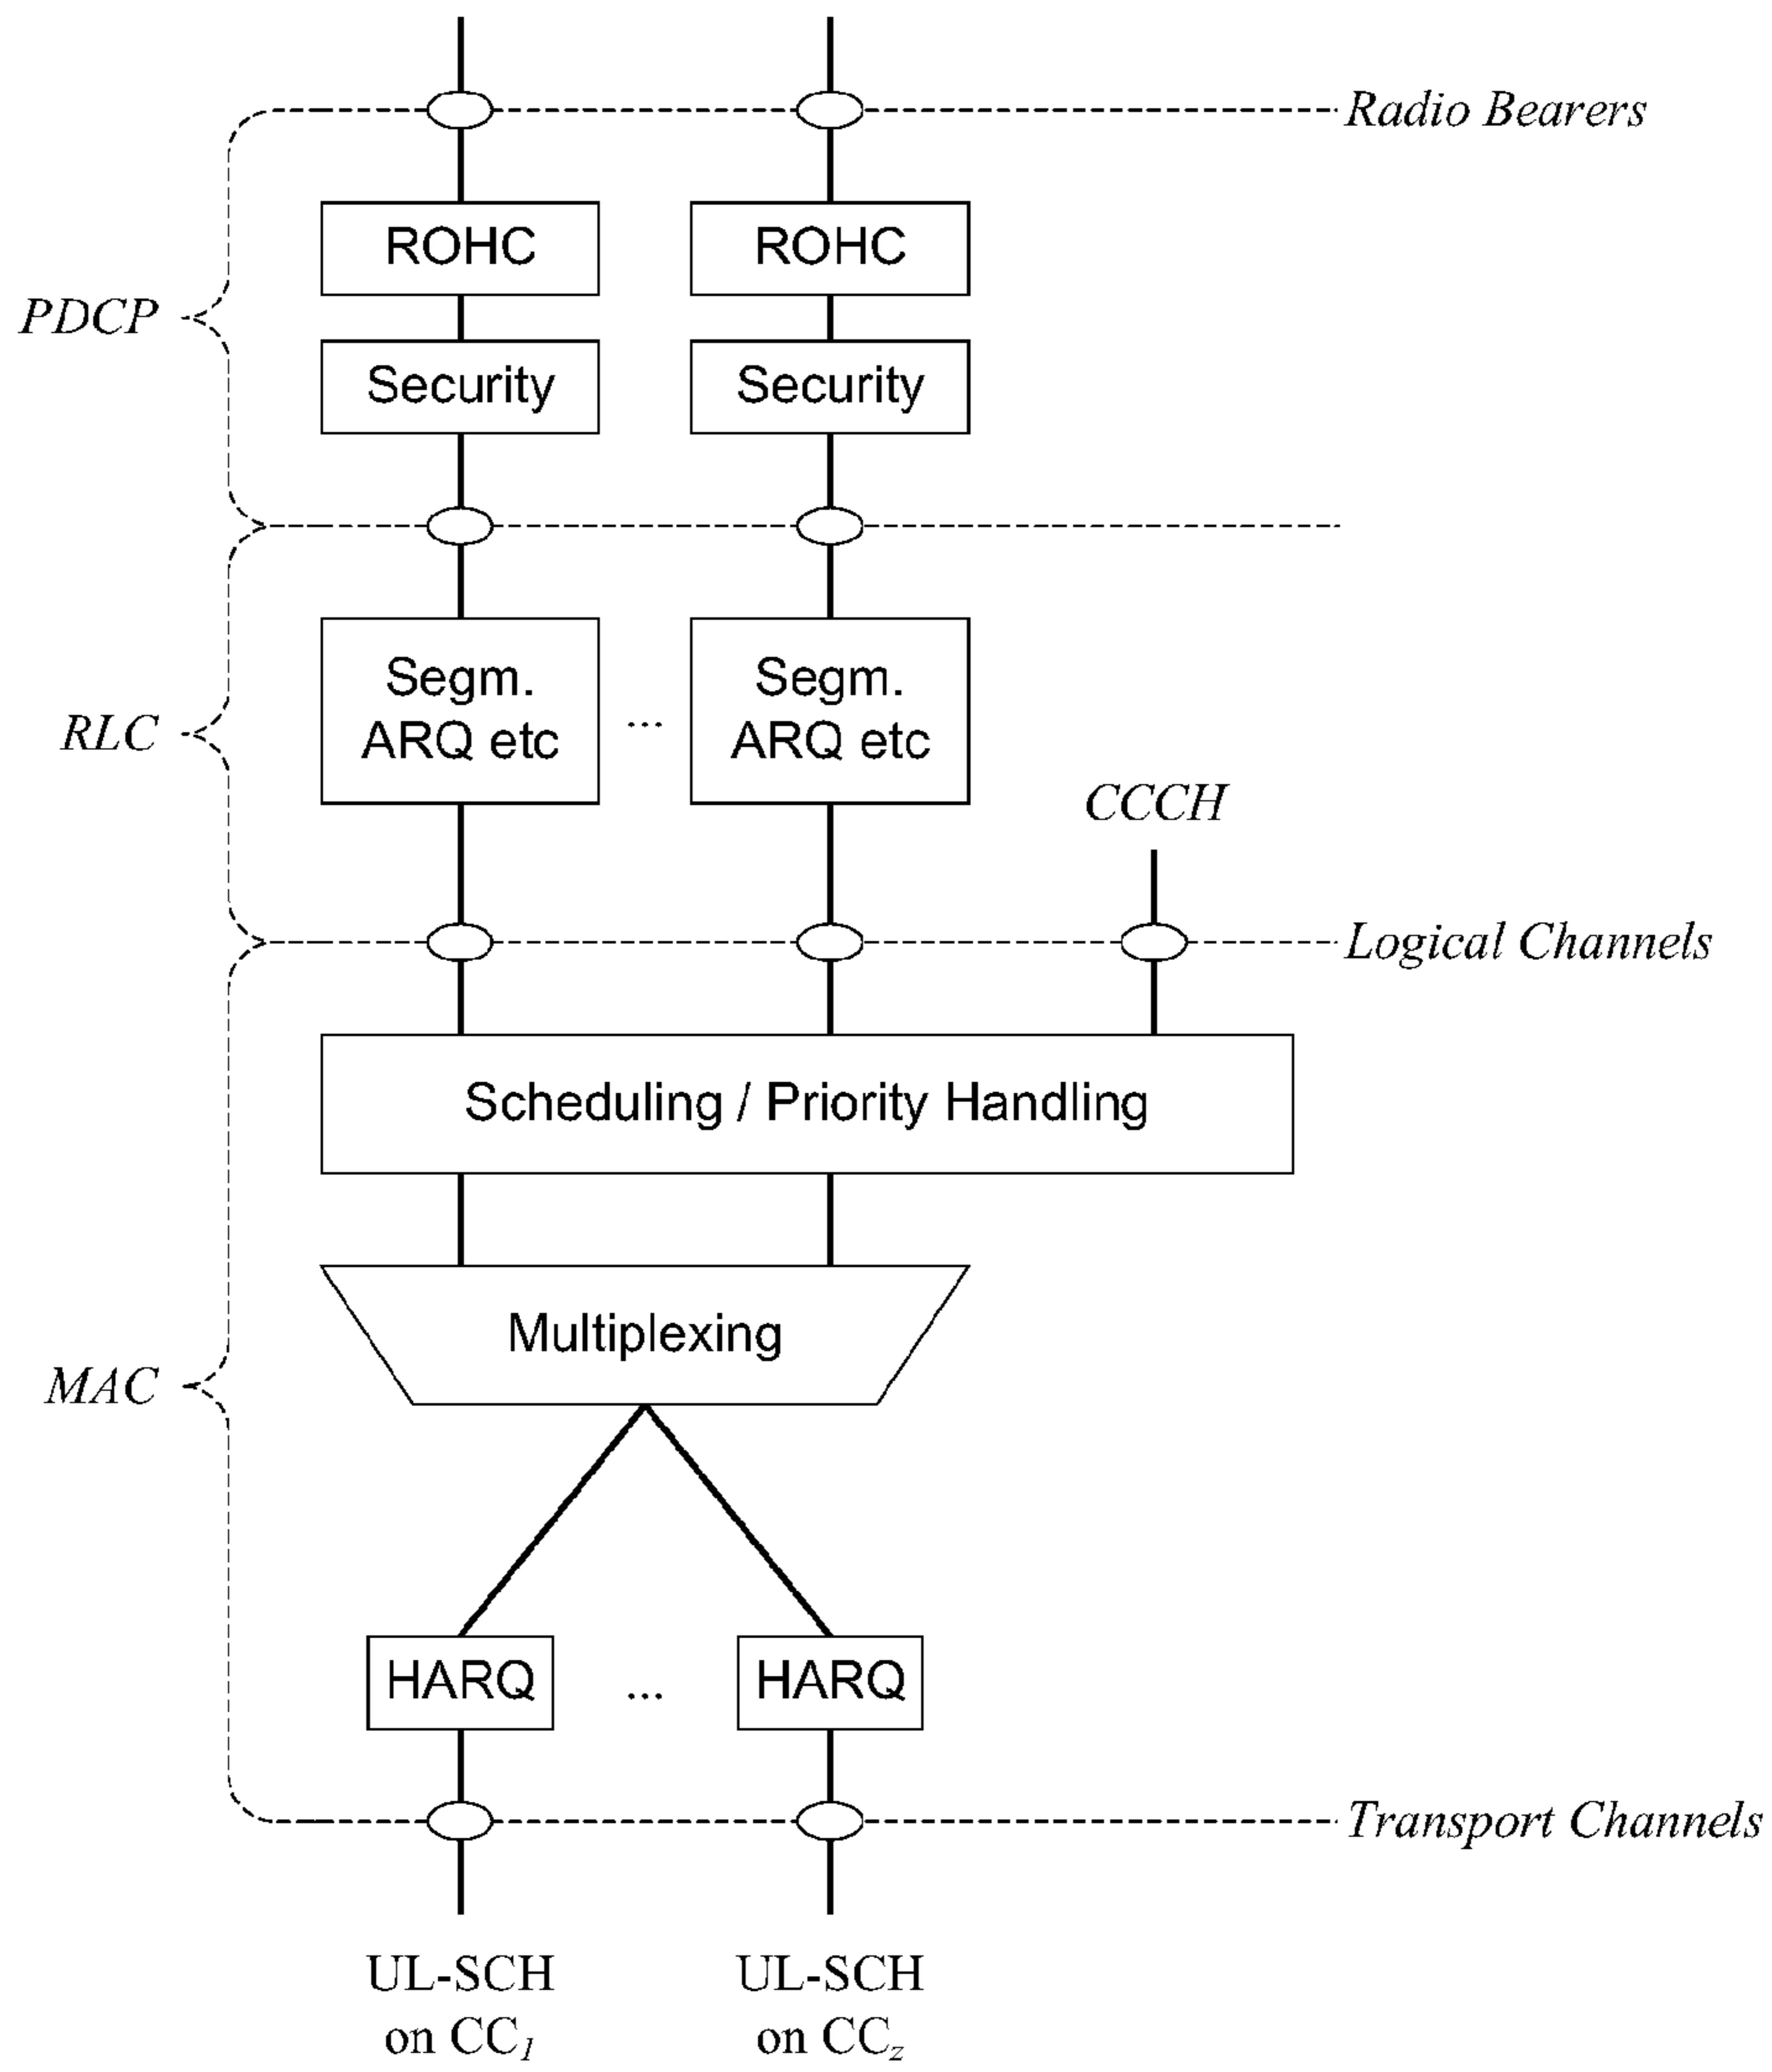 Radio Bearers
ROHC
ROHC
PDCP
Security
Security
Segm.
ARQ etc
...
Segm.
ARQ etc
RLC
CCCH
Logical Channels
Scheduling / Priority Handling
Multiplexing
MAC
HARQ
...
HARQ
Transport Channels
UL-SCH
on CC1
UL-SCH
on CCz